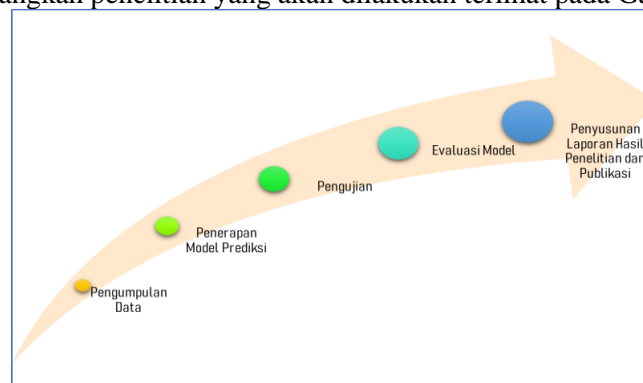 penelitian yang akan dilakukan terlihat pada
Pengumpulan
Data
Penerapan
Model Prediksi
Pengujian
Evaluasi Model
Penyusunan
Laporan Hasil
Penelitian dan
Publikasi